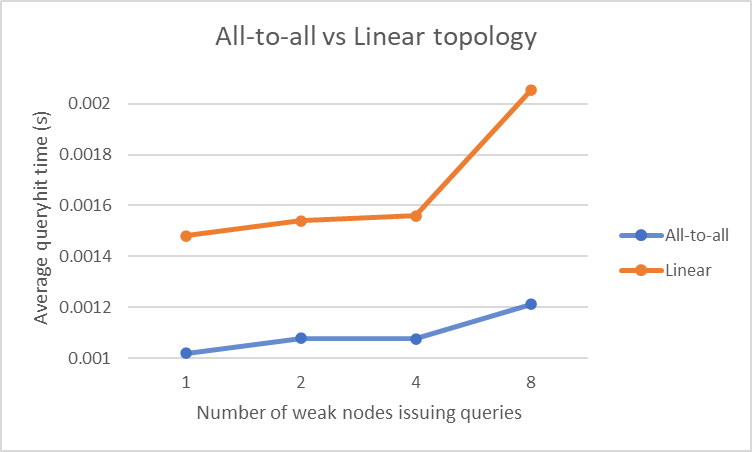 All-to-all vs Linear topology
Average queryhit time (s)
0.002
0.0018
0.0016
0.0014
0.0012
0.001
1 2 4 8
Number of weak nodes issuing queries
All-to-all
Linear